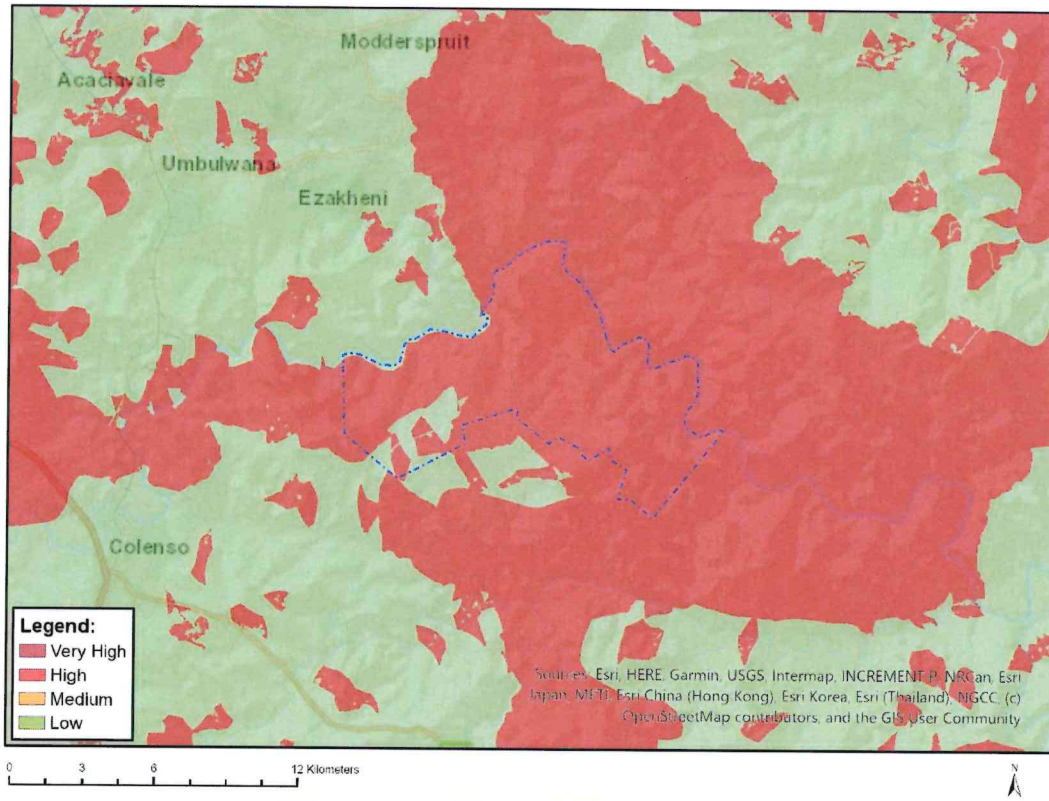 Modderspruit
Acaciavale
Umbulwana
Ezakheni
Colenso
Legend:
Very High
High
Medium
Low
Sources: Esri, HERE, Garmin, USGS, Intermap, INCREMENT P, NRCan, Esri
Japan, METI, Esri China (Hong Kong), Esri Korea, Esri (Thailand), NGCC, (c)
OpenStreetMap contributors, and the GIS User Community
0 3 6 12 Kilometers
N